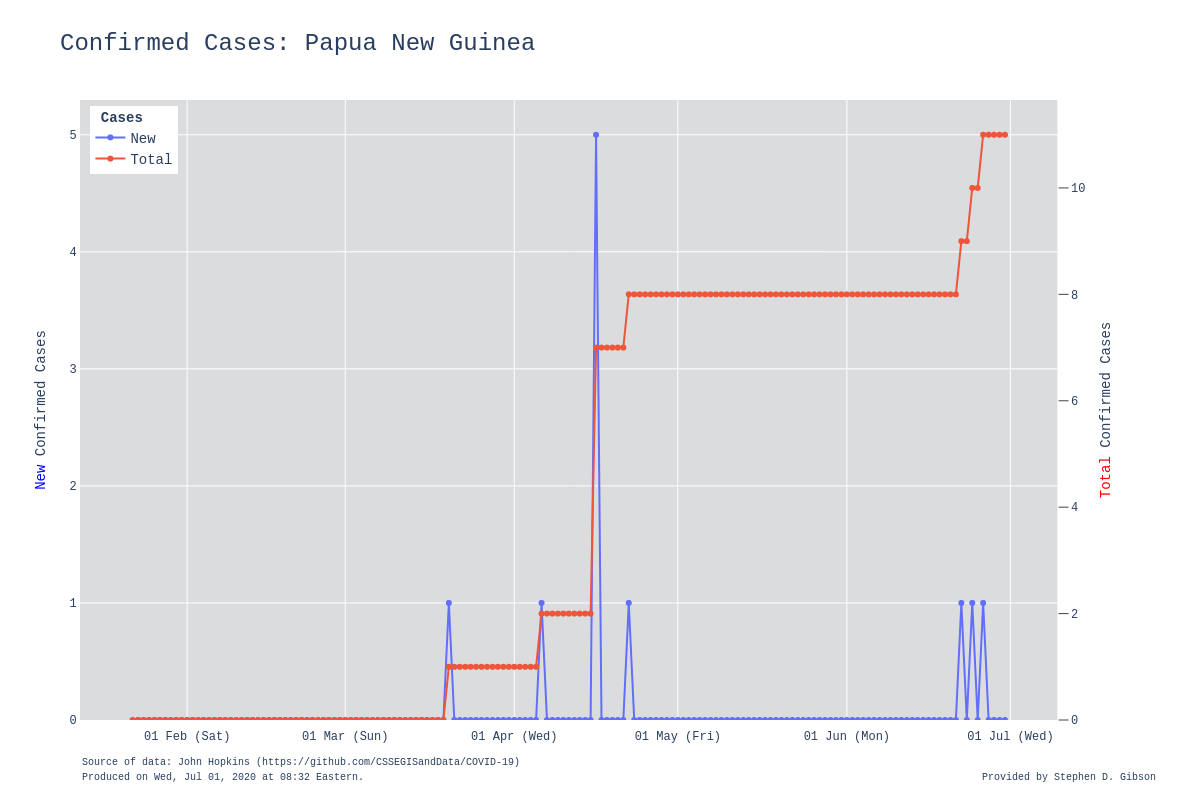 Confirmed Cases: Papua New Guinea
Cases
New
Total
5
4
3
2
1
0
10
8
6
4
2
0
New Confirmed Cases
Total Confirmed Cases
01 Feb (Sat)
01 Mar (Sun)
01 Apr (Wed)
01 May (Fri)
01 Jun (Mon)
01 Jul (Wed)
Source of data: John Hopkins (https://github.com/CSSEGISandData/COVID-19)
Produced on Wed, Jul 01, 2020 at 08:32 Eastern.
Provided by Stephen D. Gibson